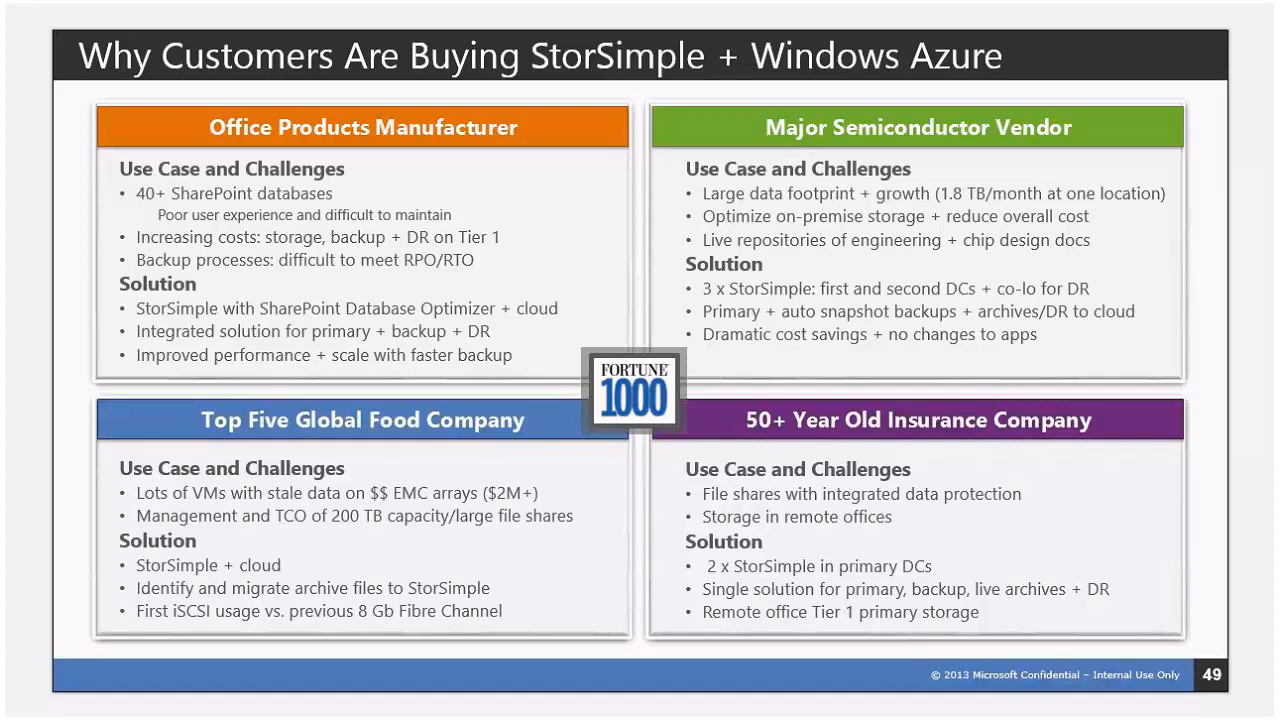 Why Customers Are Buying StorSimple + Windows Azure
Office Products Manufacturer
Use Case and Challenges
• 40+ SharePoint databases
Poor user experience and difficult to maintain
• Increasing costs: storage, backup + DR on Tier 1
• Backup processes: difficult to meet RPO/RTO
Solution
• StorSimple with SharePoint Database Optimizer + cloud
• Integrated solution for primary + backup + DR
• Improved performance + scale with faster backup
Major Semiconductor Vendor
Use Case and Challenges
• Large data footprint + growth (1.8 TB/month at one location)
• Optimize on-premise storage + reduce overall cost
• Live repositories of engineering + chip design docs
Solution
• 3 x StorSimple: first and second DCs + co-lo for DR
• Primary + auto snapshot backups + archives/DR to cloud
• Dramatic cost savings + no changes to apps
FORTUNE
1000
Top Five Global Food Company
Use Case and Challenges
• Lots of VMs with stale data on $$ EMC arrays ($2M+)
• Management and TCO of 200 TB capacity/large file shares
Solution
• StorSimple + cloud
• Identify and migrate archive files to StorSimple
• First iSCSI usage vs. previous 8 Gb Fibre Channel
50+ Year Old Insurance Company
Use Case and Challenges
• File shares with integrated data protection
• Storage in remote offices
Solution
• 2 x StorSimple in primary DCs
• Single solution for primary, backup, live archives + DR
• Remote office Tier 1 primary storage
© 2013 Microsoft Confidential – Internal Use Only
49